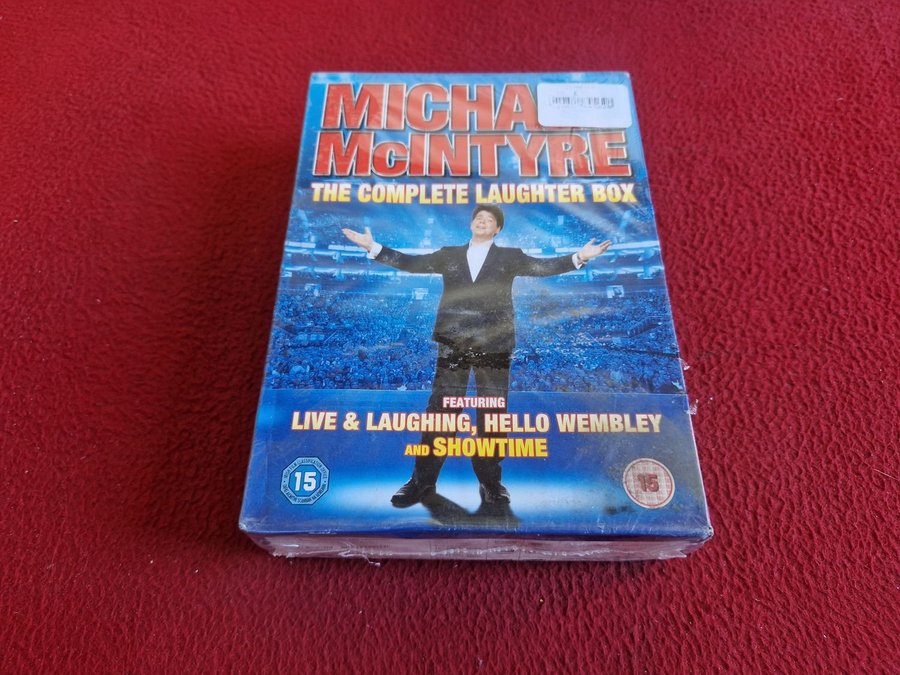 MICHA
McINTYRE
THE COMPLETE LAUGHTER BOX
FEATURING
LIVE & LAUGHING, HELLO WEMBLEY
AND SHOWTIME
15
15